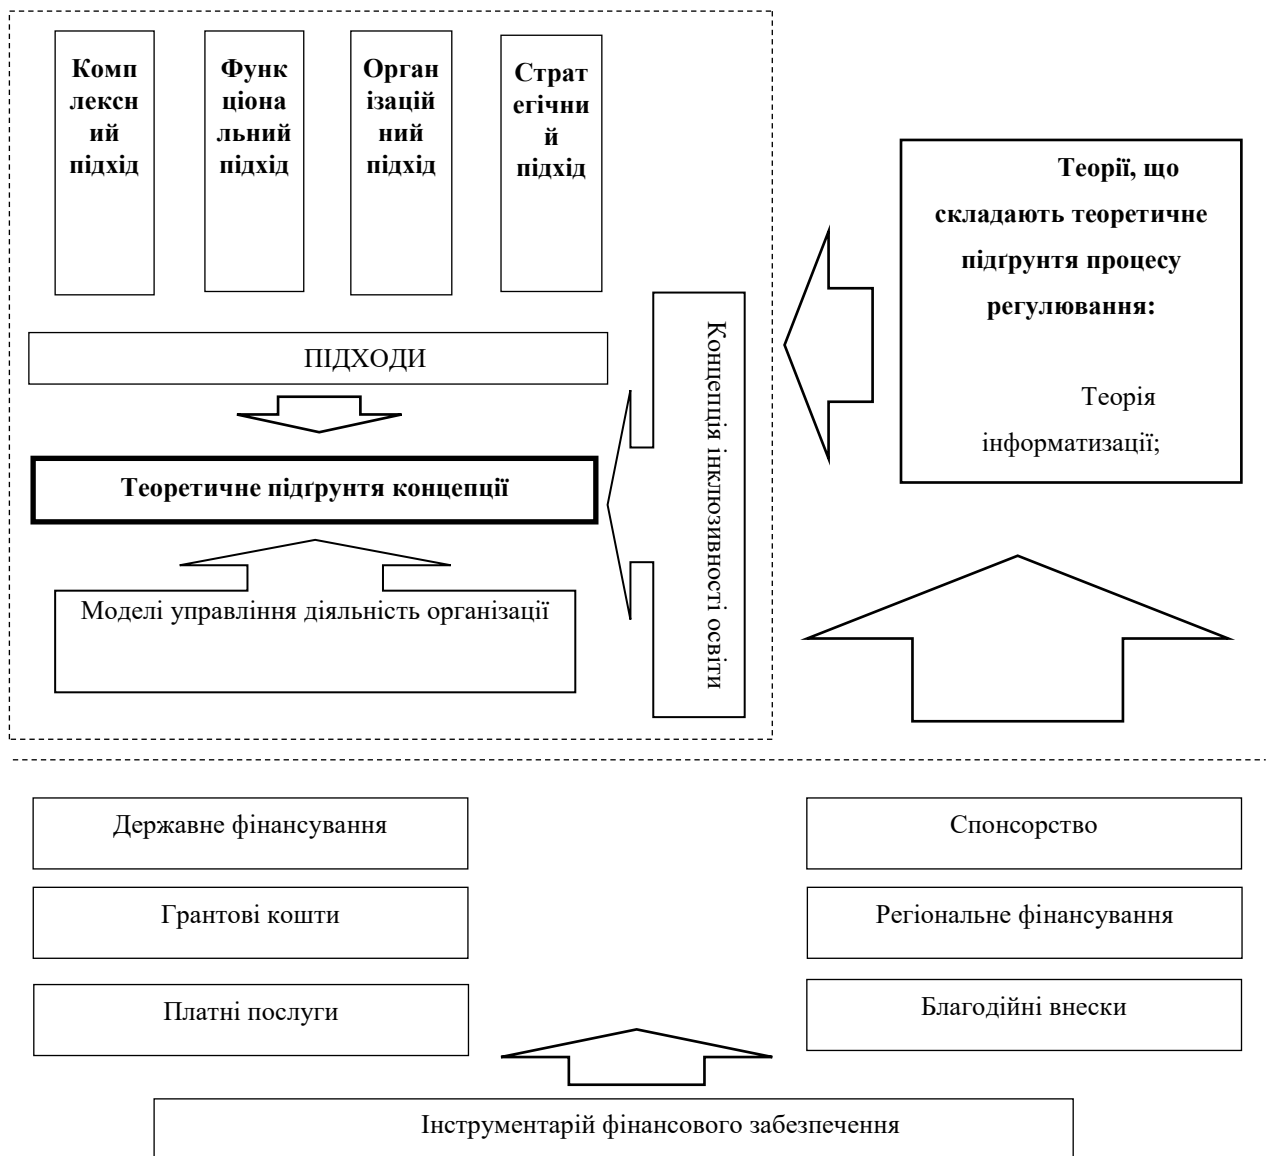 Комп
лексн
ий
підхід
Функ
ціона
льний
підхід
Орган
ізацій
ний
підхід
Страт
егічни
й
підхід
Теорії, що
складають теоретичне
підґрунтя процесу
регулювання:
Теорія
інформатизації;
ПІДХОДИ
Концепція інклюзивності освіти
Теоретичне підґрунтя концепції
Моделі управління діяльність організації
Державне фінансування
Спонсорство
Грантові кошти
Регіональне фінансування
Платні послуги
Благодійні внески
Інструментарій фінансового забезпечення